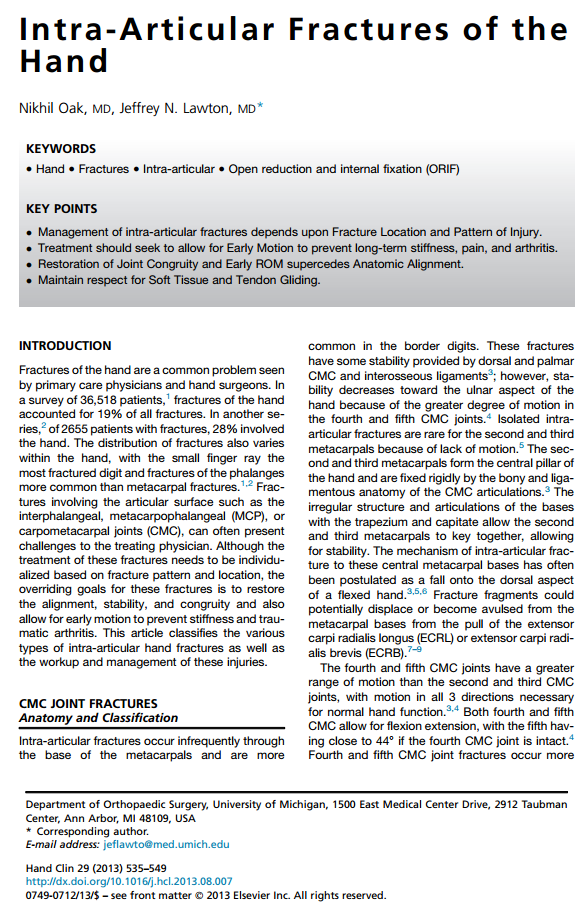 Intra-Articular Fractures of the
Hand
Nikhil Oak, MD, Jeffrey N. Lawton, MD*
KEYWORDS
• Hand • Fractures • Intra-articular • Open reduction and internal fixation (ORIF)
KEY POINTS
• Management of intra-articular fractures depends upon Fracture Location and Pattern of Injury.
• Treatment should seek to allow for Early Motion to prevent long-term stiffness, pain, and arthritis.
• Restoration of Joint Congruity and Early ROM supercedes Anatomic Alignment.
• Maintain respect for Soft Tissue and Tendon Gliding.
INTRODUCTION
Fractures of the hand are a common problem seen
by primary care physicians and hand surgeons. In
a survey of 36,518 patients,1 fractures of the hand
accounted for 19% of all fractures. In another se-
ries,2 of 2655 patients with fractures, 28% involved
the hand. The distribution of fractures also varies
within the hand, with the small finger ray the
most fractured digit and fractures of the phalanges
more common than metacarpal fractures.1,2 Frac-
tures involving the articular surface such as the
interphalangeal, metacarpophalangeal (MCP), or
carpometacarpal joints (CMC), can often present
challenges to the treating physician. Although the
treatment of these fractures needs to be individu-
alized based on fracture pattern and location, the
overriding goals for these fractures is to restore
the alignment, stability, and congruity and also
allow for early motion to prevent stiffness and trau-
matic arthritis. This article classifies the various
types of intra-articular hand fractures as well as
the workup and management of these injuries.
CMC JOINT FRACTURES
Anatomy and Classification
Intra-articular fractures occur infrequently through
the base of the metacarpals and are more
common in the border digits. These fractures
have some stability provided by dorsal and palmar
CMC and interosseous ligaments3; however, sta-
bility decreases toward the ulnar aspect of the
hand because of the greater degree of motion in
the fourth and fifth CMC joints.4 Isolated intra-
articular fractures are rare for the second and third
metacarpals because of lack of motion.5 The sec-
ond and third metacarpals form the central pillar of
the hand and are fixed rigidly by the bony and liga-
mentous anatomy of the CMC articulations.3 The
irregular structure and articulations of the bases
with the trapezium and capitate allow the second
and third metacarpals to key together, allowing
for stability. The mechanism of intra-articular frac-
ture to these central metacarpal bases has often
been postulated as a fall onto the dorsal aspect
of a flexed hand.3,5,6 Fracture fragments could
potentially displace or become avulsed from the
metacarpal bases from the pull of the extensor
carpi radialis longus (ECRL) or extensor carpi radi-
alis brevis (ECRB).7–9
The fourth and fifth CMC joints have a greater
range of motion than the second and third CMC
joints, with motion in all 3 directions necessary
for normal hand function.3,4 Both fourth and fifth
CMC allow for flexion extension, with the fifth hav-
ing close to 44° if the fourth CMC joint is intact.4
Fourth and fifth CMC joint fractures occur more
Department of Orthopaedic Surgery, University of Michigan, 1500 East Medical Center Drive, 2912 Taubman
Center, Ann Arbor, MI 48109, USA
* Corresponding author.
E-mail address: jeflawto@med.umich.edu
Hand Clin 29 (2013) 535–549
http://dx.doi.org/10.1016/j.hcl.2013.08.007
0749-0712/13/$ – see front matter © 2013 Elsevier Inc. All rights reserved.